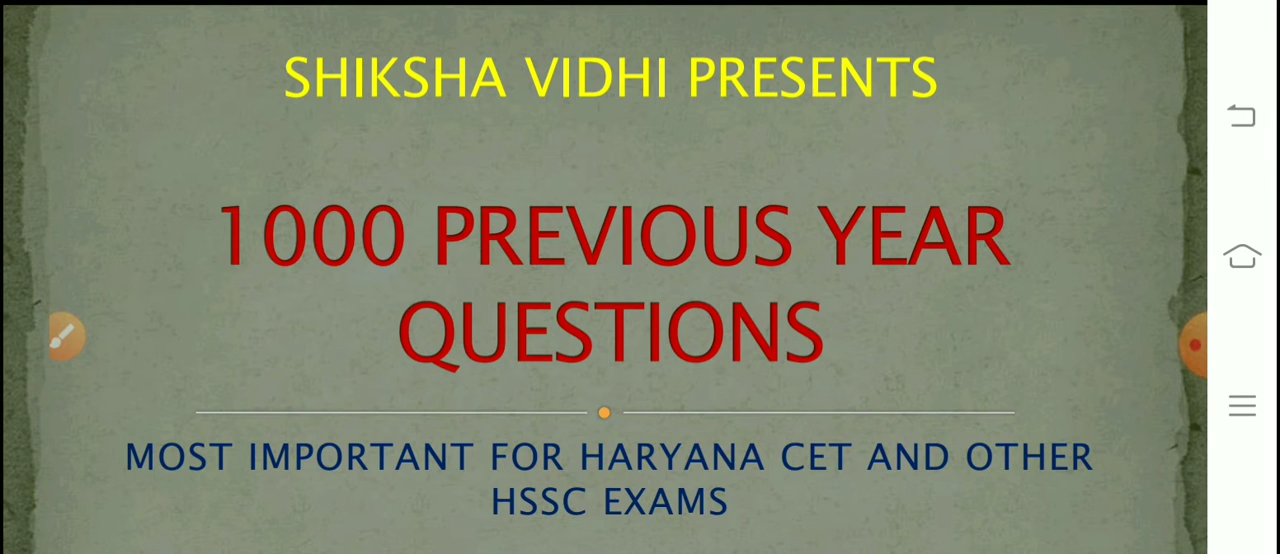 SHIKSHA VIDHI PRESENTS
1000 PREVIOUS YEAR
QUESTIONS
MOST IMPORTANT FOR HARYANA CET AND OTHER
HSSC EXAMS